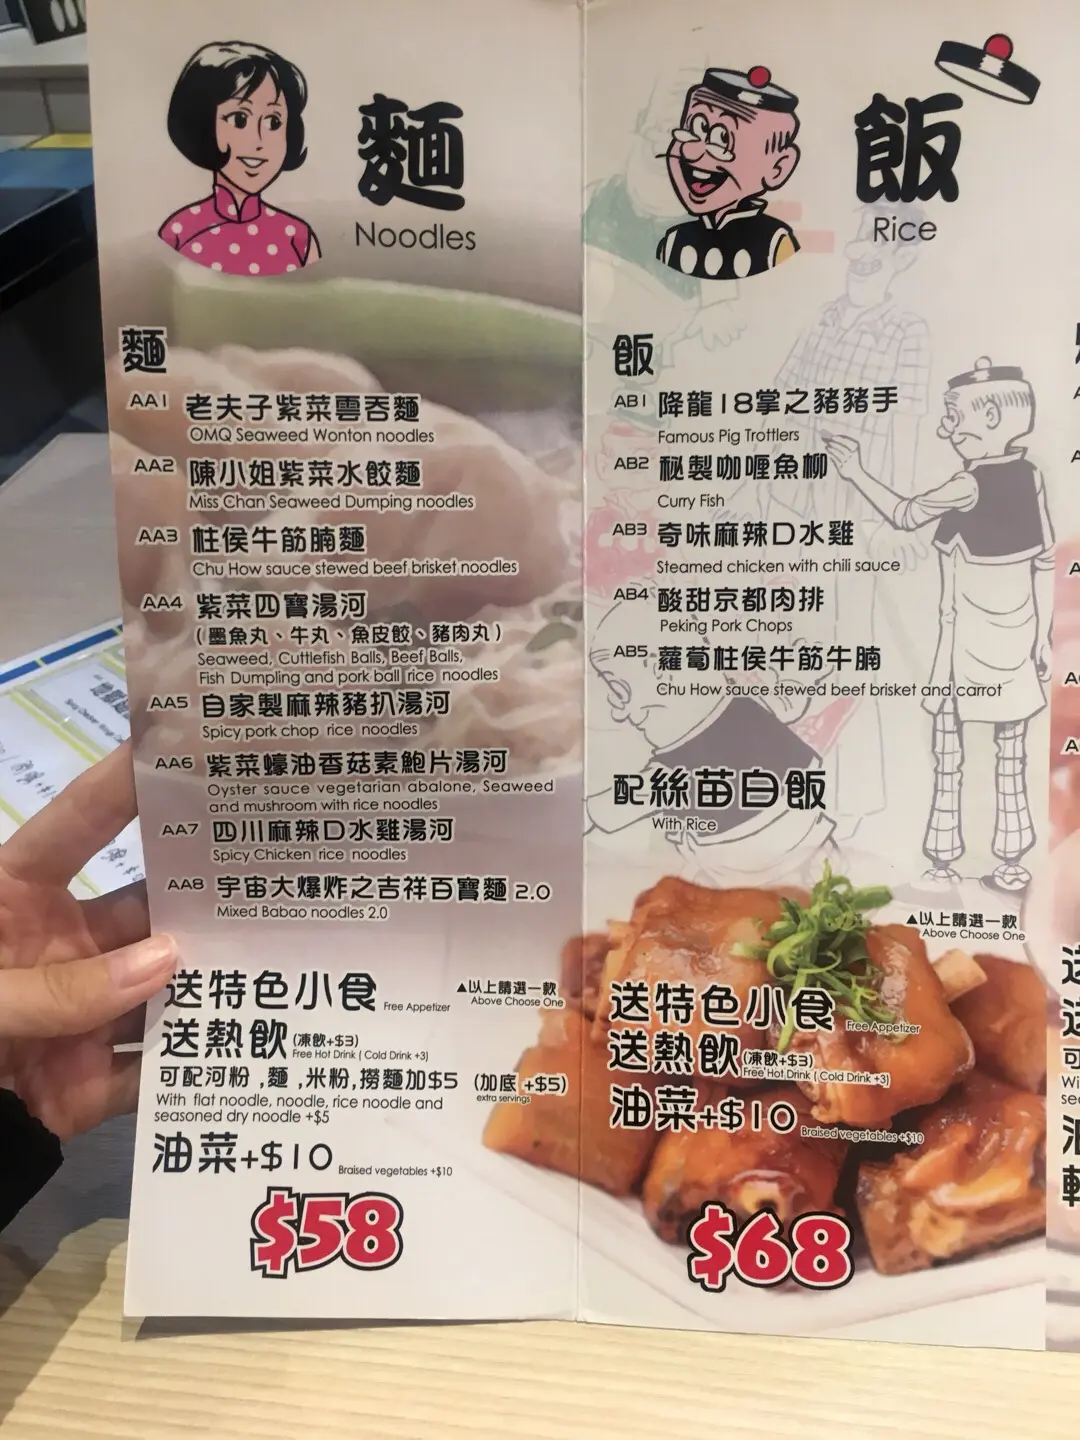 麵
Noodles
麵
AA1 老夫子紫菜雲吞麵
OMQ Seaweed Wonton noodles
AA2 陳小姐紫菜水餃麵
Miss Chan Seaweed Dumping noodles
AA3 柱侯牛筋腩麵
Chu How sauce stewed beef brisket noodles
AA4 紫菜四寶湯河
(墨魚丸、牛丸、魚皮餃、豬肉丸)
Seaweed, Cuttlefish Balls, Beef Balls,
Fish Dumpling and pork ball rice noodles
AA5 自家製麻辣豬扒湯河
Spicy pork chop rice noodles
AA6 紫菜蠔油香菇素鮑片湯河
Oyster sauce vegetarian abalone, Seaweed
and mushroom with rice noodles
AA7 四川麻辣口水雞湯河
Spicy Chicken rice noodles
AA8 宇宙大爆炸之吉祥百寶麵 2.0
Mixed Babao noodles 2.0
▲以上請選一款
Above Choose One
送特色小食 Free Appetizer
送熱飲 (凍飲+$3)
Free Hot Drink ( Cold Drink +3)
可配河粉 ,麵 ,米粉,撈麵加$5 (加底 +$5)
extra servings
With flat noodle, noodle, rice noodle and
seasoned dry noodle +$5
油菜+$10 Braised vegetables +$10
$58
飯
Rice
飯
AB1 降龍18掌之豬豬手
Famous Pig Trottlers
AB2 秘製咖喱魚柳
Curry Fish
AB3 奇味麻辣口水雞
Steamed chicken with chili sauce
AB4 酸甜京都肉排
Peking Pork Chops
AB5 蘿蔔柱侯牛筋牛腩
Chu How sauce stewed beef brisket and carrot
配絲苗白飯
With Rice
▲以上請選一款
Above Choose One
送特色小食 Free Appetizer
送熱飲 (凍飲+$3)
Free Hot Drink ( Cold Drink +3)
油菜+$10 Braised vegetables +$10
$68